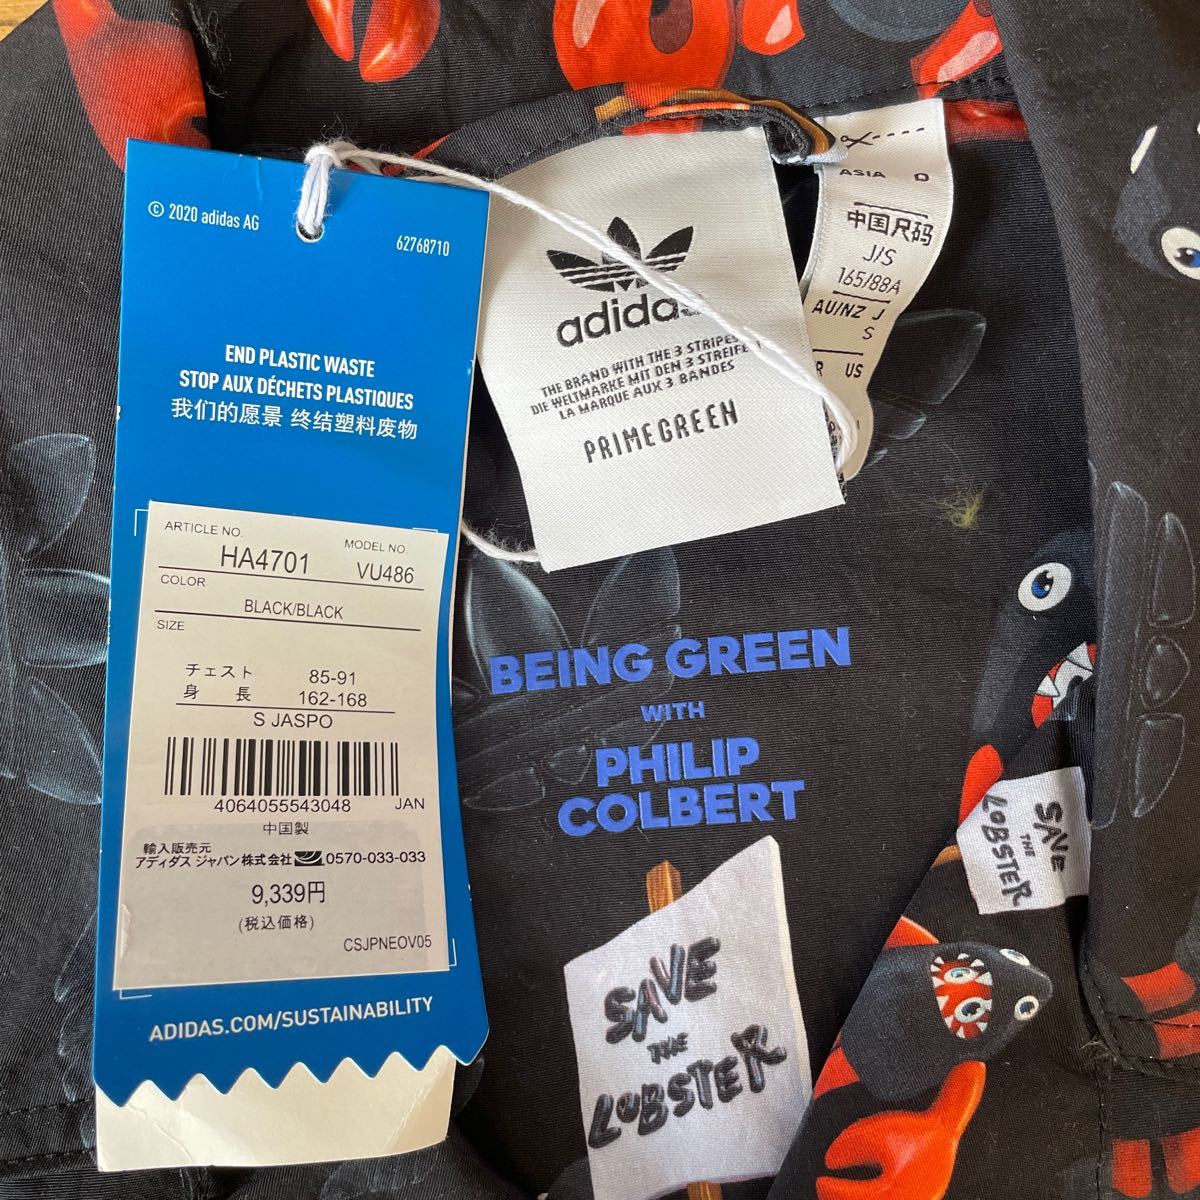 © 2020 adidas AG
62768710
END PLASTIC WASTE
STOP AUX DÉCHETS PLASTIQUES
我们的愿景 终结塑料废物
ARTICLE NO.
HA4701
MODEL NO.
VU486
COLOR
BLACK/BLACK
SIZE
チェスト 85-91
身 長 162-168
S JASPO
4064055543048 JAN
中国製
輸入販売元
アディダス ジャパン株式会社 0570-033-033
9,339円
(税込価格)
CSJPNEOV05
ADIDAS.COM/SUSTAINABILITY
adidas
THE BRAND WITH THE 3 STRIPES
DIE WELTMARKE MIT DEN 3 STREIFEN
LA MARQUE AUX 3 BANDES
PRIMEGREEN
ASIA O
中国尺码
J/S
165/88A
AU/NZ J
S
R US
BEING GREEN
WITH
PHILIP
COLBERT
SAVE
THE
LOBSTER
SAVE
THE
LOBSTER